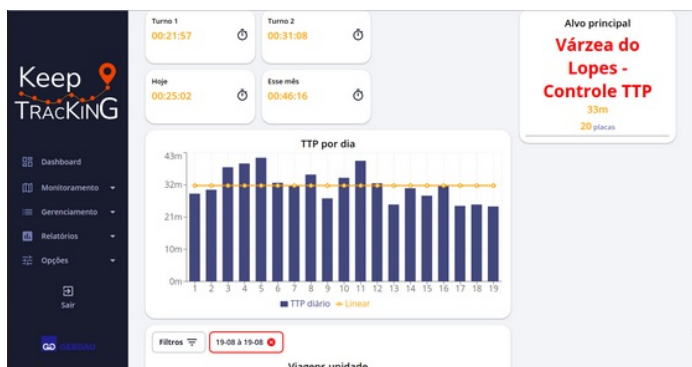 Keep
TRACKING
Dashboard
Monitoramento
Gerenciamento
Relatórios
Opções
Sair
GERDAU
Turno 1
00:21:57
Turno 2
00:31:08
Hoje
00:25:02
Esse mês
00:46:16
Alvo principal
Várzea do
Lopes -
Controle TTP
33m
20 placas
TTP por dia
43m
32m
21m
10m
0m
1 2 3 4 5 6 7 8 9 10 11 12 13 14 15 16 17 18 19
TTP diário Linear
Filtros
19-08 à 19-08
Viagens unidade